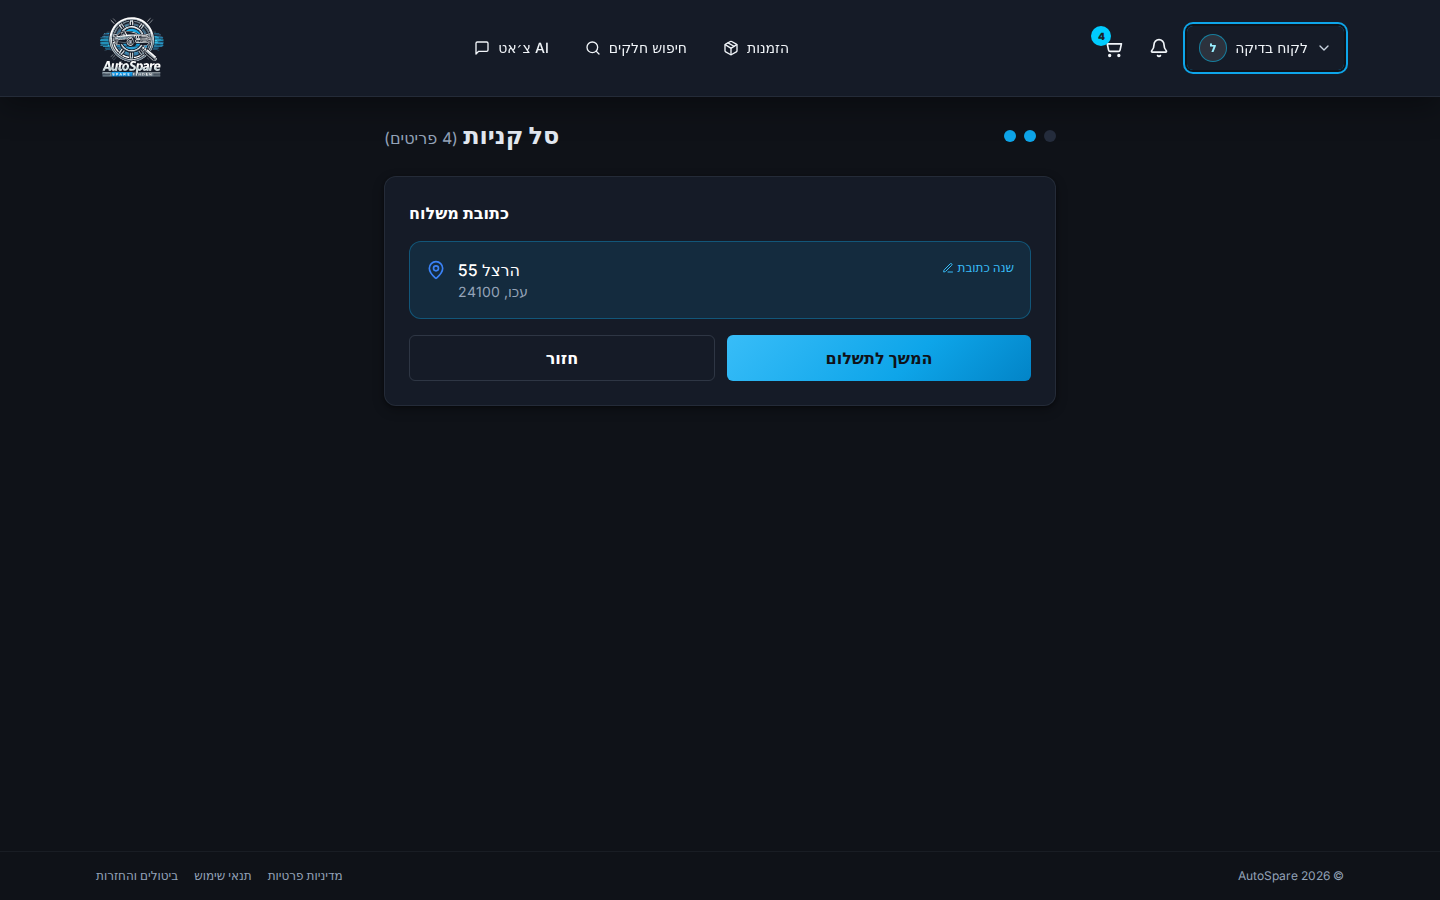 AutoSpare
צ׳אט AI
חיפוש חלקים
הזמנות
4
לקוח בדיקה
ל
סל קניות (4 פריטים)
כתובת משלוח
הרצל 55
עכו, 24100
שנה כתובת
חזור
המשך לתשלום
ביטולים והחזרות
תנאי שימוש
מדיניות פרטיות
© AutoSpare 2026